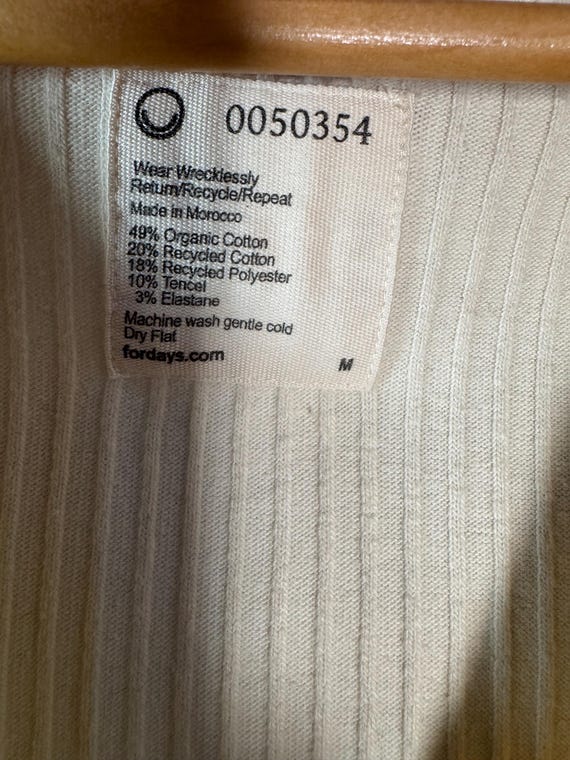 0050354
Wear Wrecklessly
Return/Recycle/Repeat
Made in Morocco
49% Organic Cotton
20% Recycled Cotton
18% Recycled Polyester
10% Tencel
3% Elastane
Machine wash gentle cold
Dry Flat
fordays.com
M